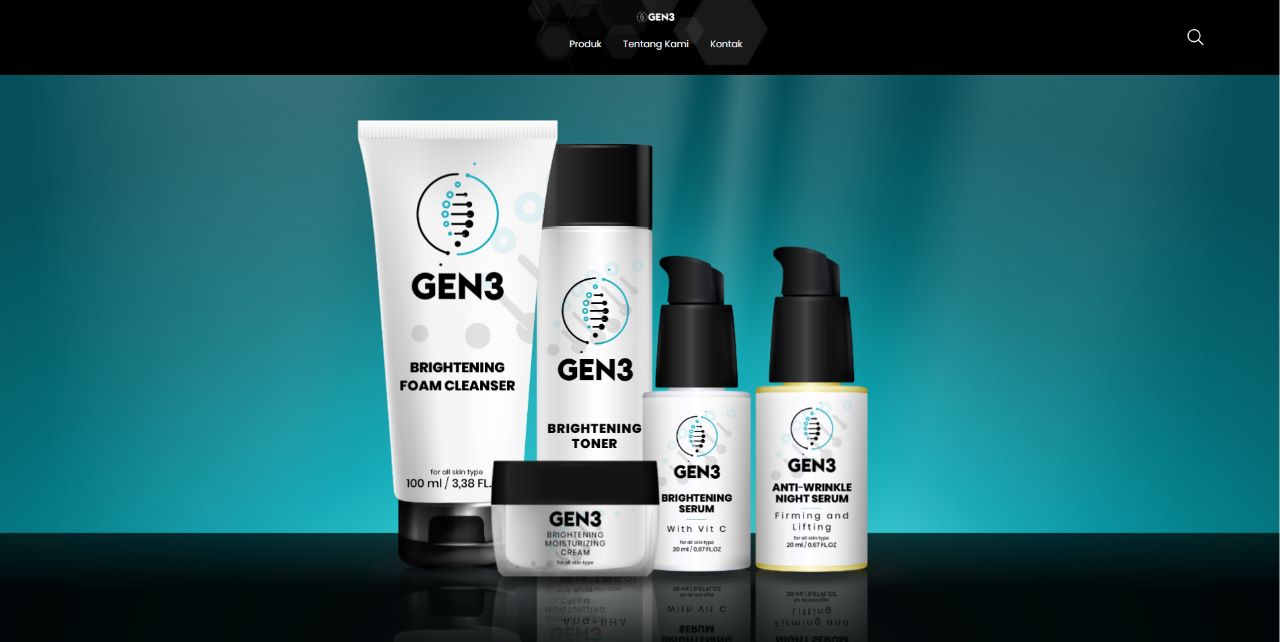 GEN3
Produk Tentang Kami Kontak
GEN3
BRIGHTENING
FOAM CLEANSER
for all skin type
100 ml / 3,38 FL.
GEN3
BRIGHTENING
TONER
GEN3
BRIGHTENING
MOISTURIZING
CREAM
for all skin type
GEN3
BRIGHTENING
SERUM
With Vit C
for all skin type
20 ml / 0,67 FL.OZ
GEN3
ANTI-WRINKLE
NIGHT SERUM
Firming and
Lifting
for all skin type
20 ml / 0,67 FL.OZ